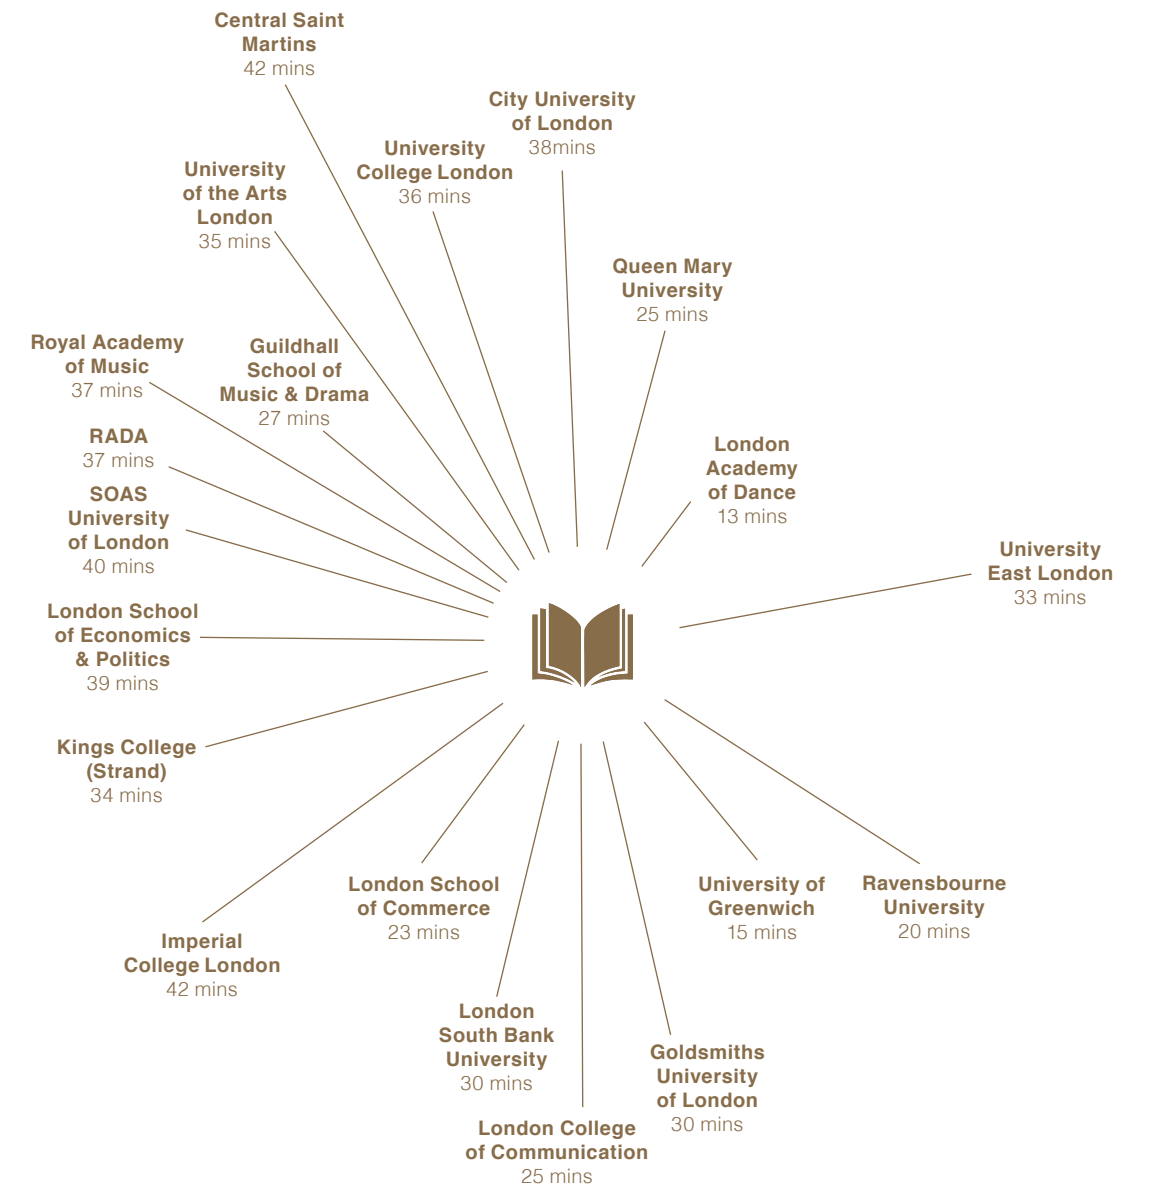 Central Saint
Martins
42 mins
City University
of London
38mins
University
College London
36 mins
University
of the Arts
London
35 mins
Queen Mary
University
25 mins
Royal Academy
of Music
37 mins
Guildhall
School of
Music & Drama
27 mins
RADA
37 mins
London
Academy
of Dance
13 mins
SOAS
University
of London
40 mins
University
East London
33 mins
London School
of Economics
& Politics
39 mins
Kings College
(Strand)
34 mins
London School
of Commerce
23 mins
University of
Greenwich
15 mins
Ravensbourne
University
20 mins
Imperial
College London
42 mins
London
South Bank
University
30 mins
Goldsmiths
University
of London
30 mins
London College
of Communication
25 mins